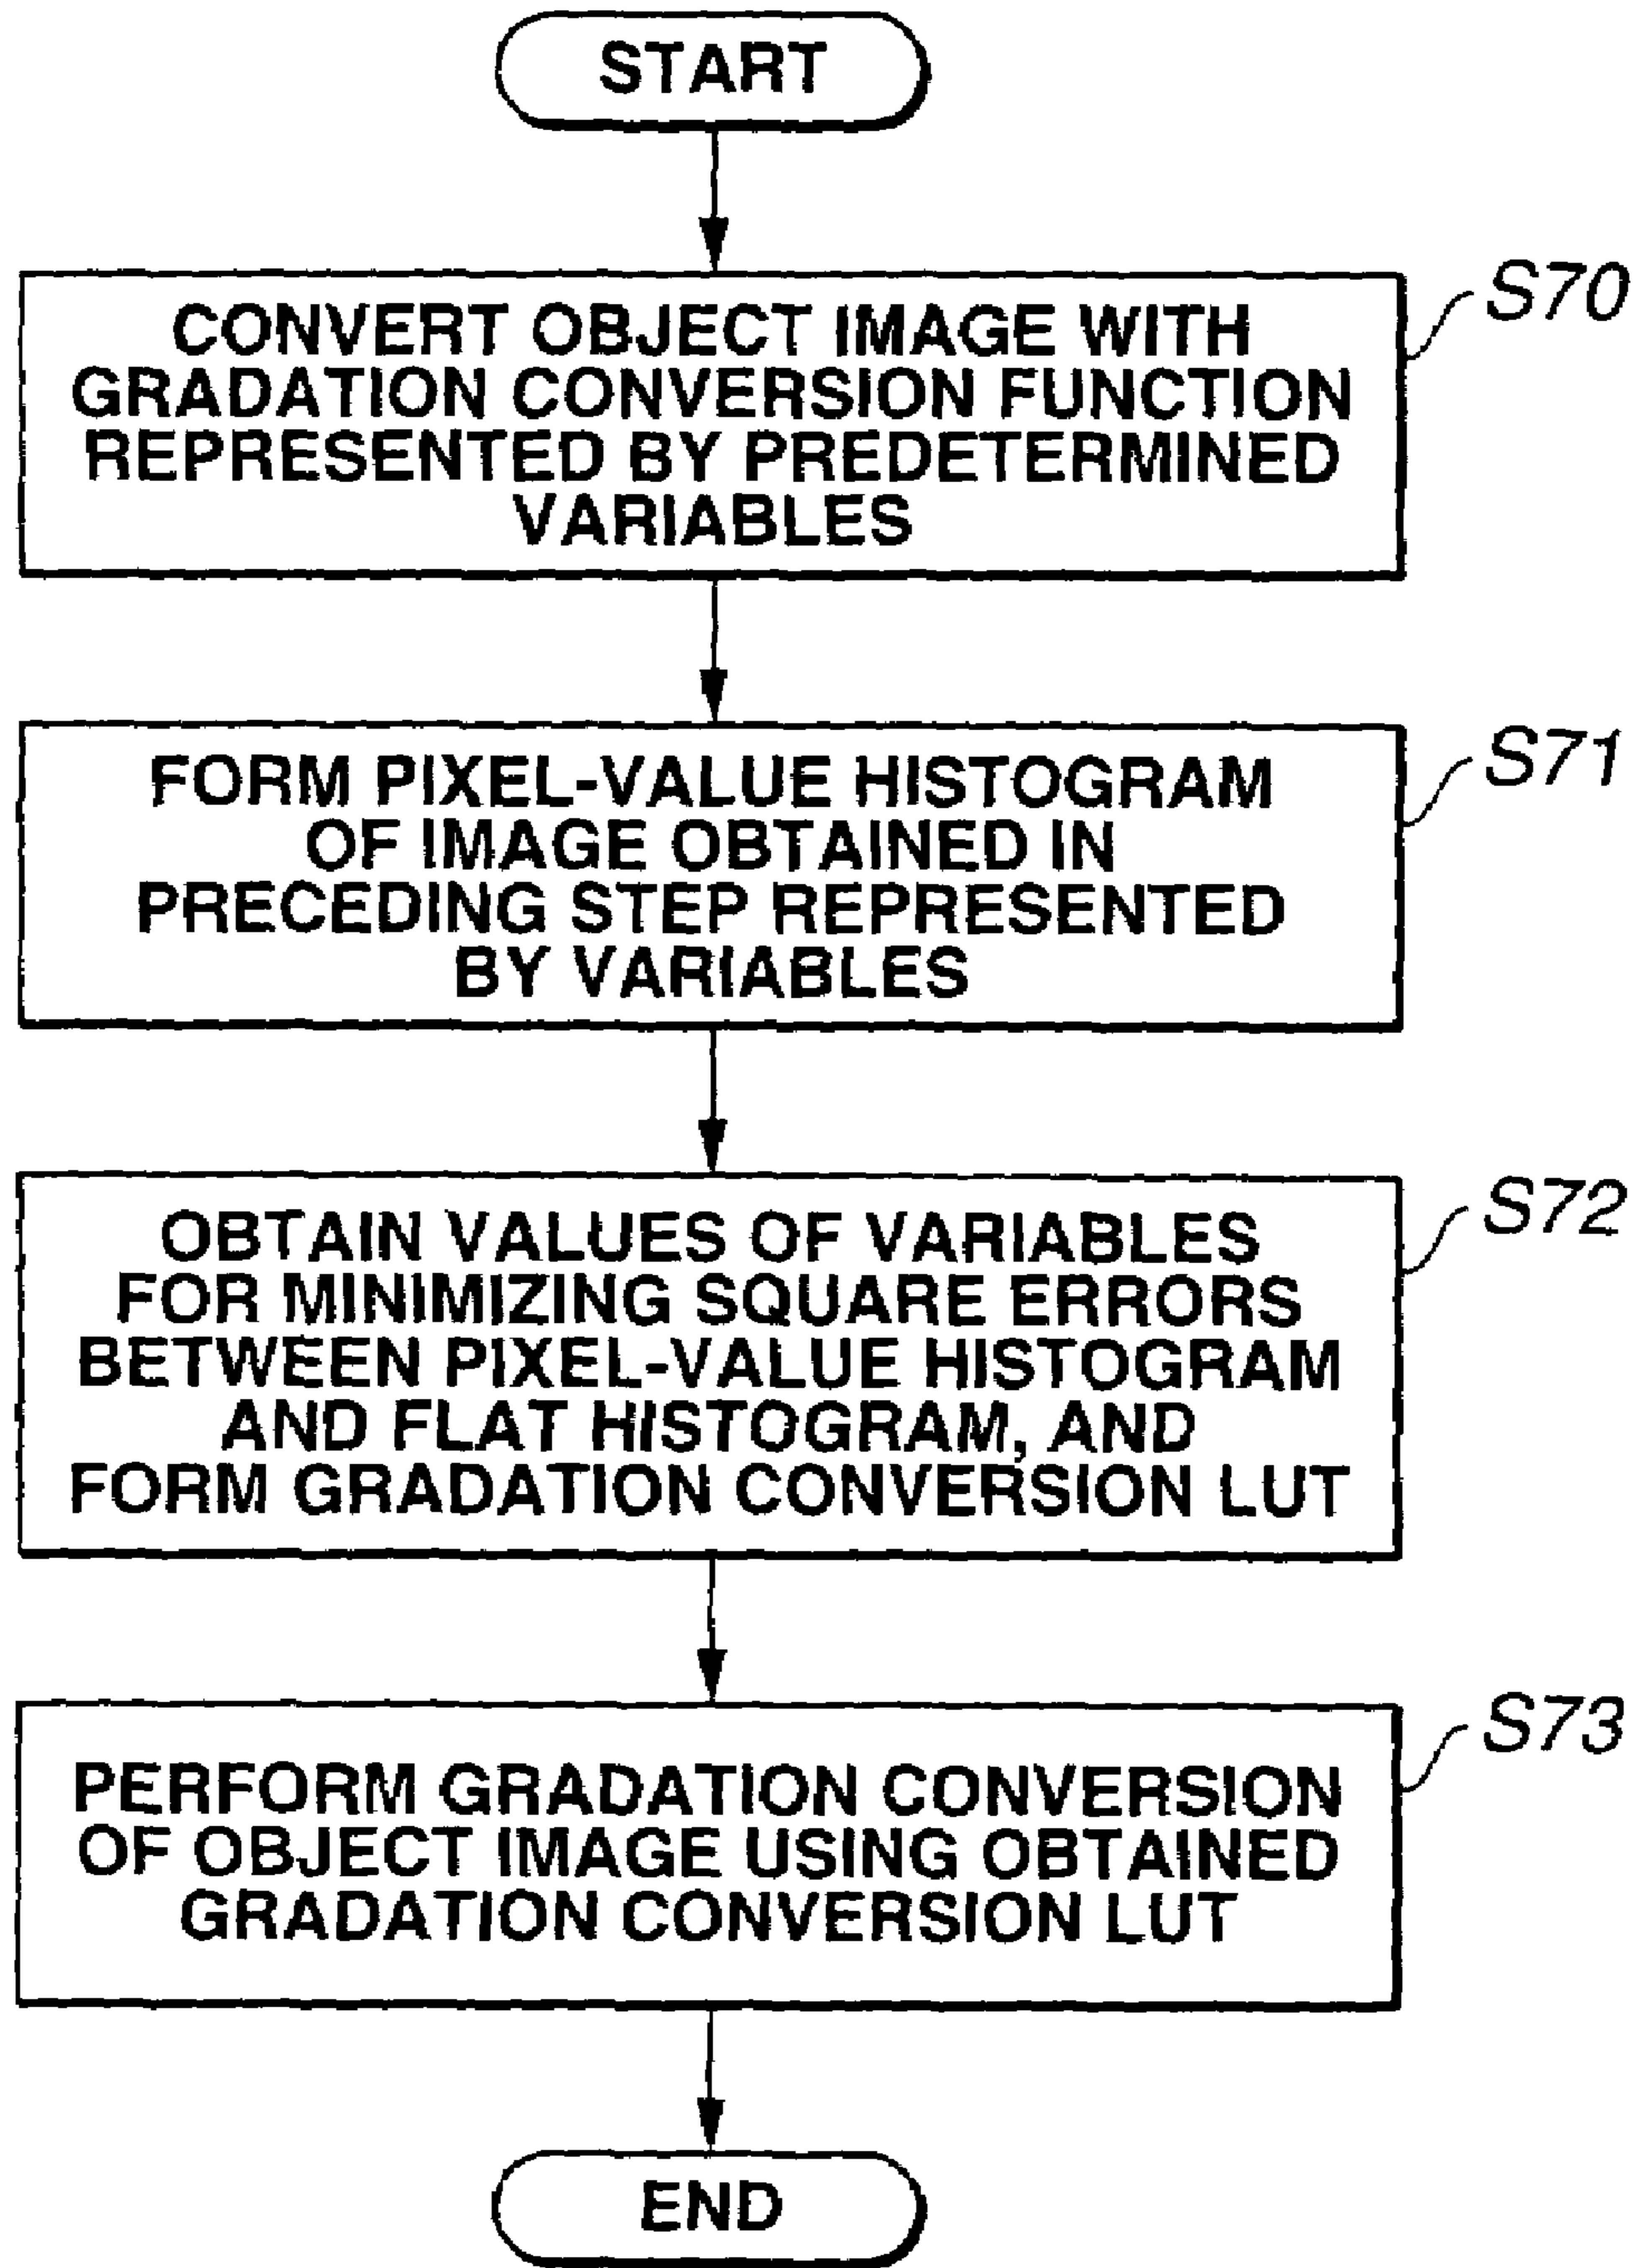 START
CONVERT OBJECT IMAGE WITH
GRADATION CONVERSION FUNCTION
REPRESENTED BY PREDETERMINED
VARIABLES
S70
FORM PIXEL-VALUE HISTOGRAM
OF IMAGE OBTAINED IN
PRECEDING STEP REPRESENTED
BY VARIABLES
S71
OBTAIN VALUES OF VARIABLES
FOR MINIMIZING SQUARE ERRORS
BETWEEN PIXEL-VALUE HISTOGRAM
AND FLAT HISTOGRAM, AND
FORM GRADATION CONVERSION LUT
S72
PERFORM GRADATION CONVERSION
OF OBJECT IMAGE USING OBTAINED
GRADATION CONVERSION LUT
S73
END